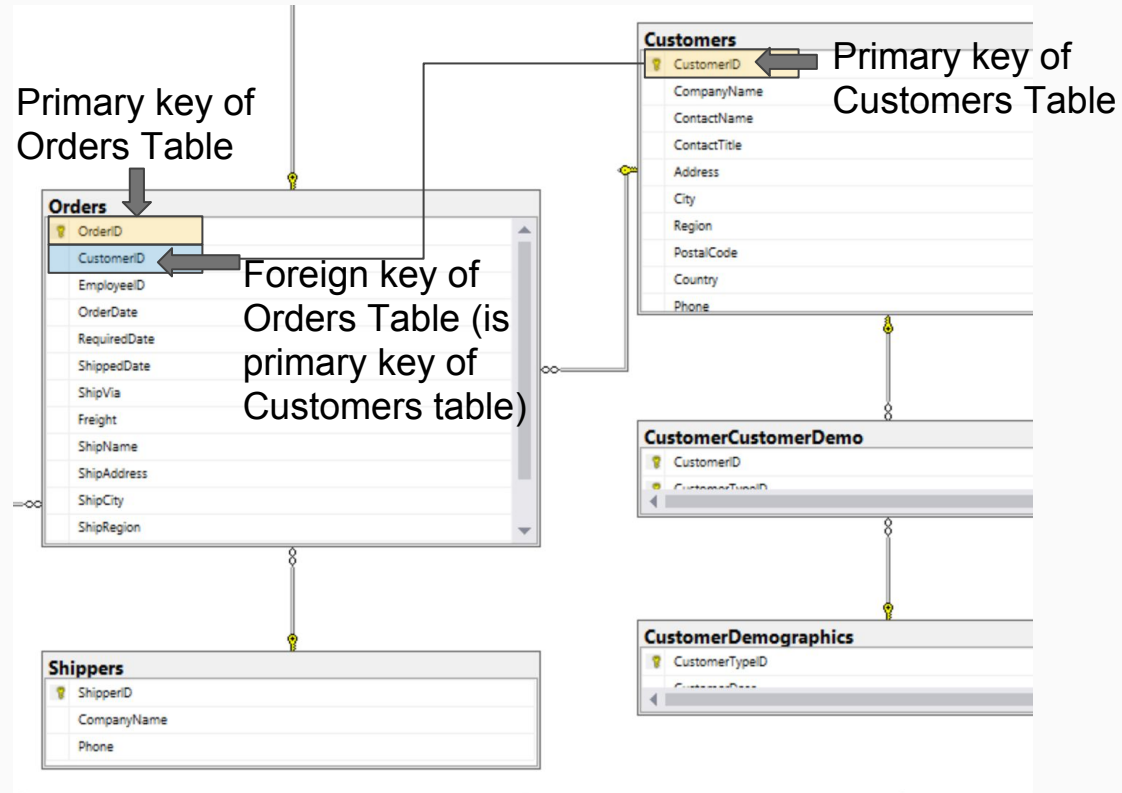 Customers
CustomerID
CompanyName
ContactName
ContactTitle
Address
City
Region
PostalCode
Country
Phone
Primary key of
Customers Table
Primary key of
Orders Table
Orders
OrderID
CustomerID
EmployeeID
OrderDate
RequiredDate
ShippedDate
ShipVia
Freight
ShipName
ShipAddress
ShipCity
ShipRegion
Foreign key of
Orders Table (is
primary key of
Customers table)
CustomerCustomerDemo
CustomerID
CustomerTypeID
CustomerDemographics
CustomerTypeID
CustomerDesc
Shippers
ShipperID
CompanyName
Phone